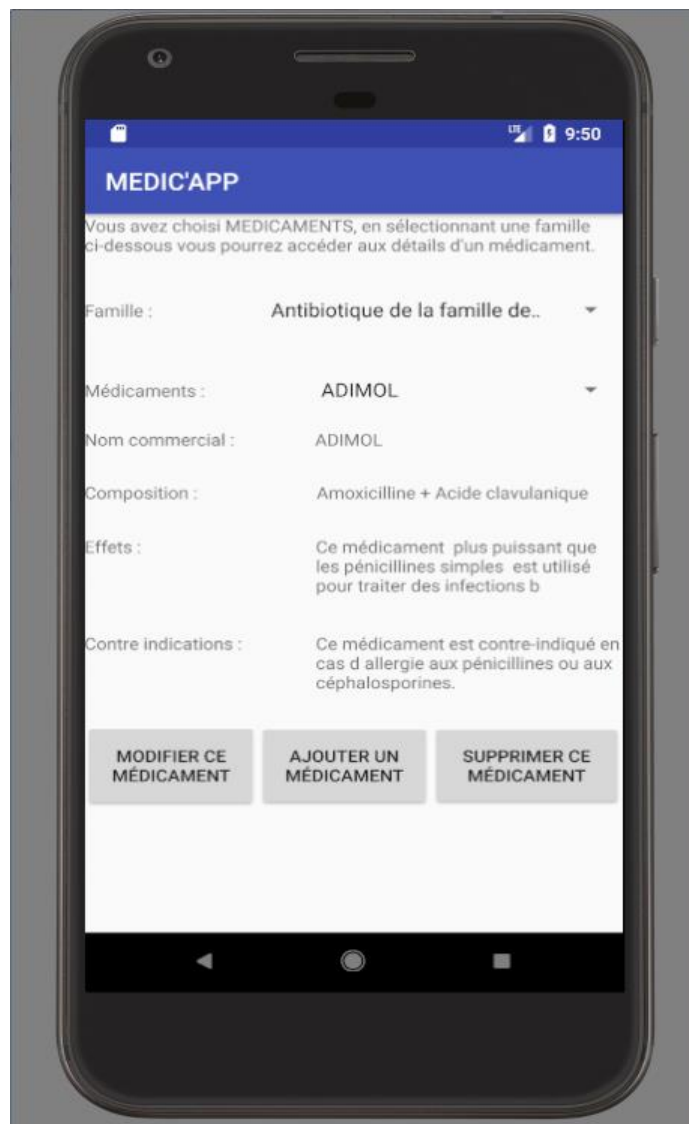 LTE 9:50
MEDIC'APP
Vous avez choisi MEDICAMENTS, en sélectionnant une famille
ci-dessous vous pourrez accéder aux détails d'un médicament.
Famille : Antibiotique de la famille de..
Médicaments : ADIMOL
Nom commercial : ADIMOL
Composition : Amoxicilline + Acide clavulanique
Effets : Ce médicament plus puissant que
les pénicillines simples est utilisé
pour traiter des infections b
Contre indications : Ce médicament est contre-indiqué en
cas d allergie aux pénicillines ou aux
céphalosporines.
MODIFIER CE
MÉDICAMENT
AJOUTER UN
MÉDICAMENT
SUPPRIMER CE
MÉDICAMENT